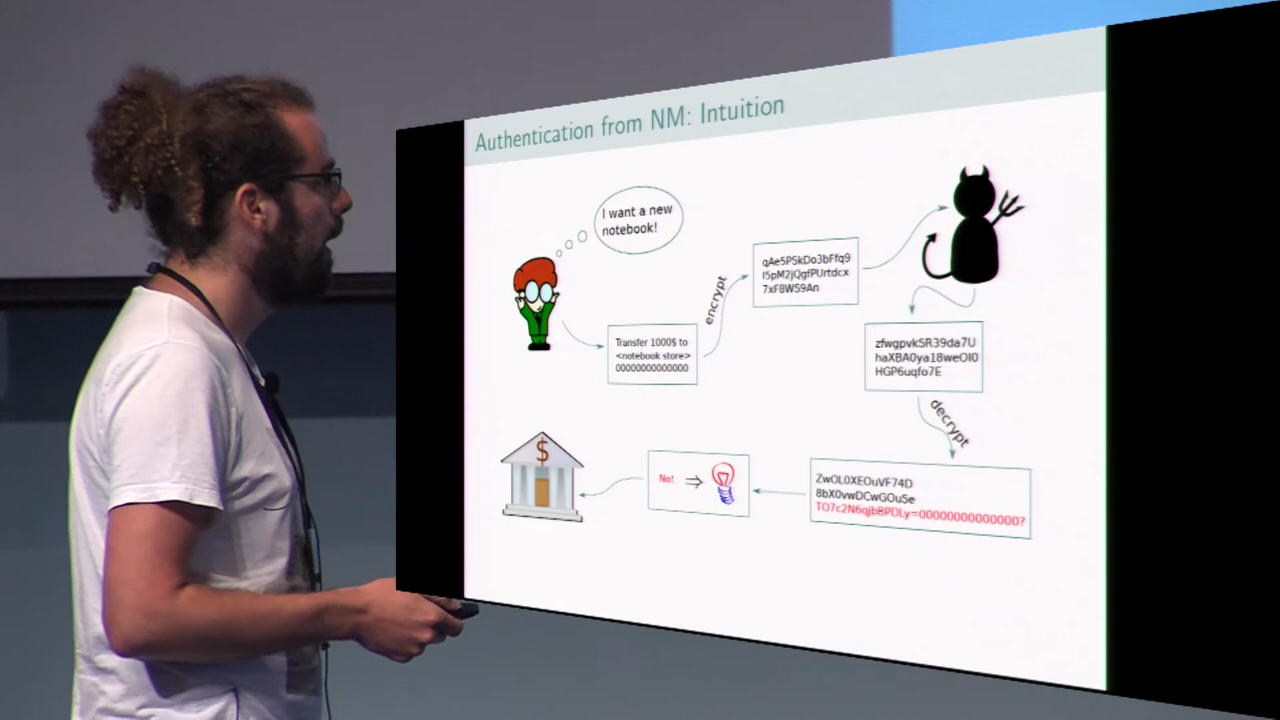 Authentication from NM: Intuition
I want a new
notebook!
Transfer 1000$ to
<notebook store>
00000000000000
encrypt
qAe5PSkDo3bFfq9
I5pM2jQgfPUrtdcx
7xF8WS9An
zfwgpvkSR39da7U
haXBA0ya18weOI0
HGP6uqfo7E
decrypt
ZwOL0XEOuVF74D
8bX0vwDCwGOuSe
TO7c2N6qjbBPDLy=00000000000000?
No! ⇒
$